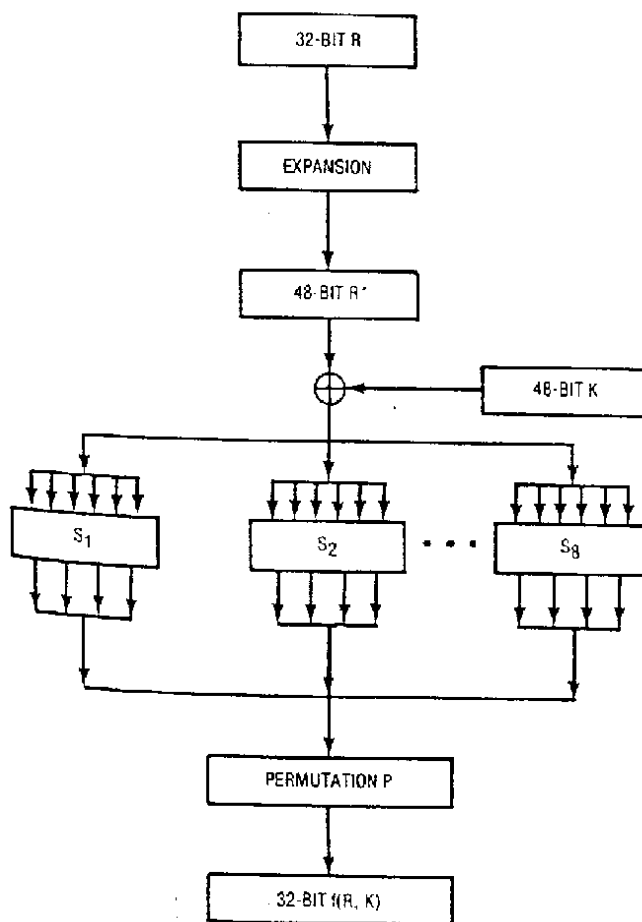 32-BIT R
EXPANSION
48-BIT R'
48-BIT K
S1
S2
• • •
S8
PERMUTATION P
32-BIT f(R, K)